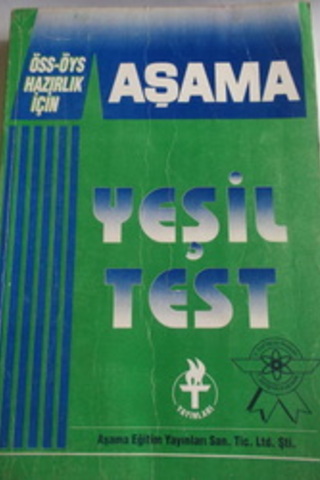 ÖSS-ÖYS
HAZIRLIK
İÇİN
AŞAMA
YEŞİL
TEST
YAYINLARI
Aşama Eğitim Yayınları San. Tic. Ltd. Şti.